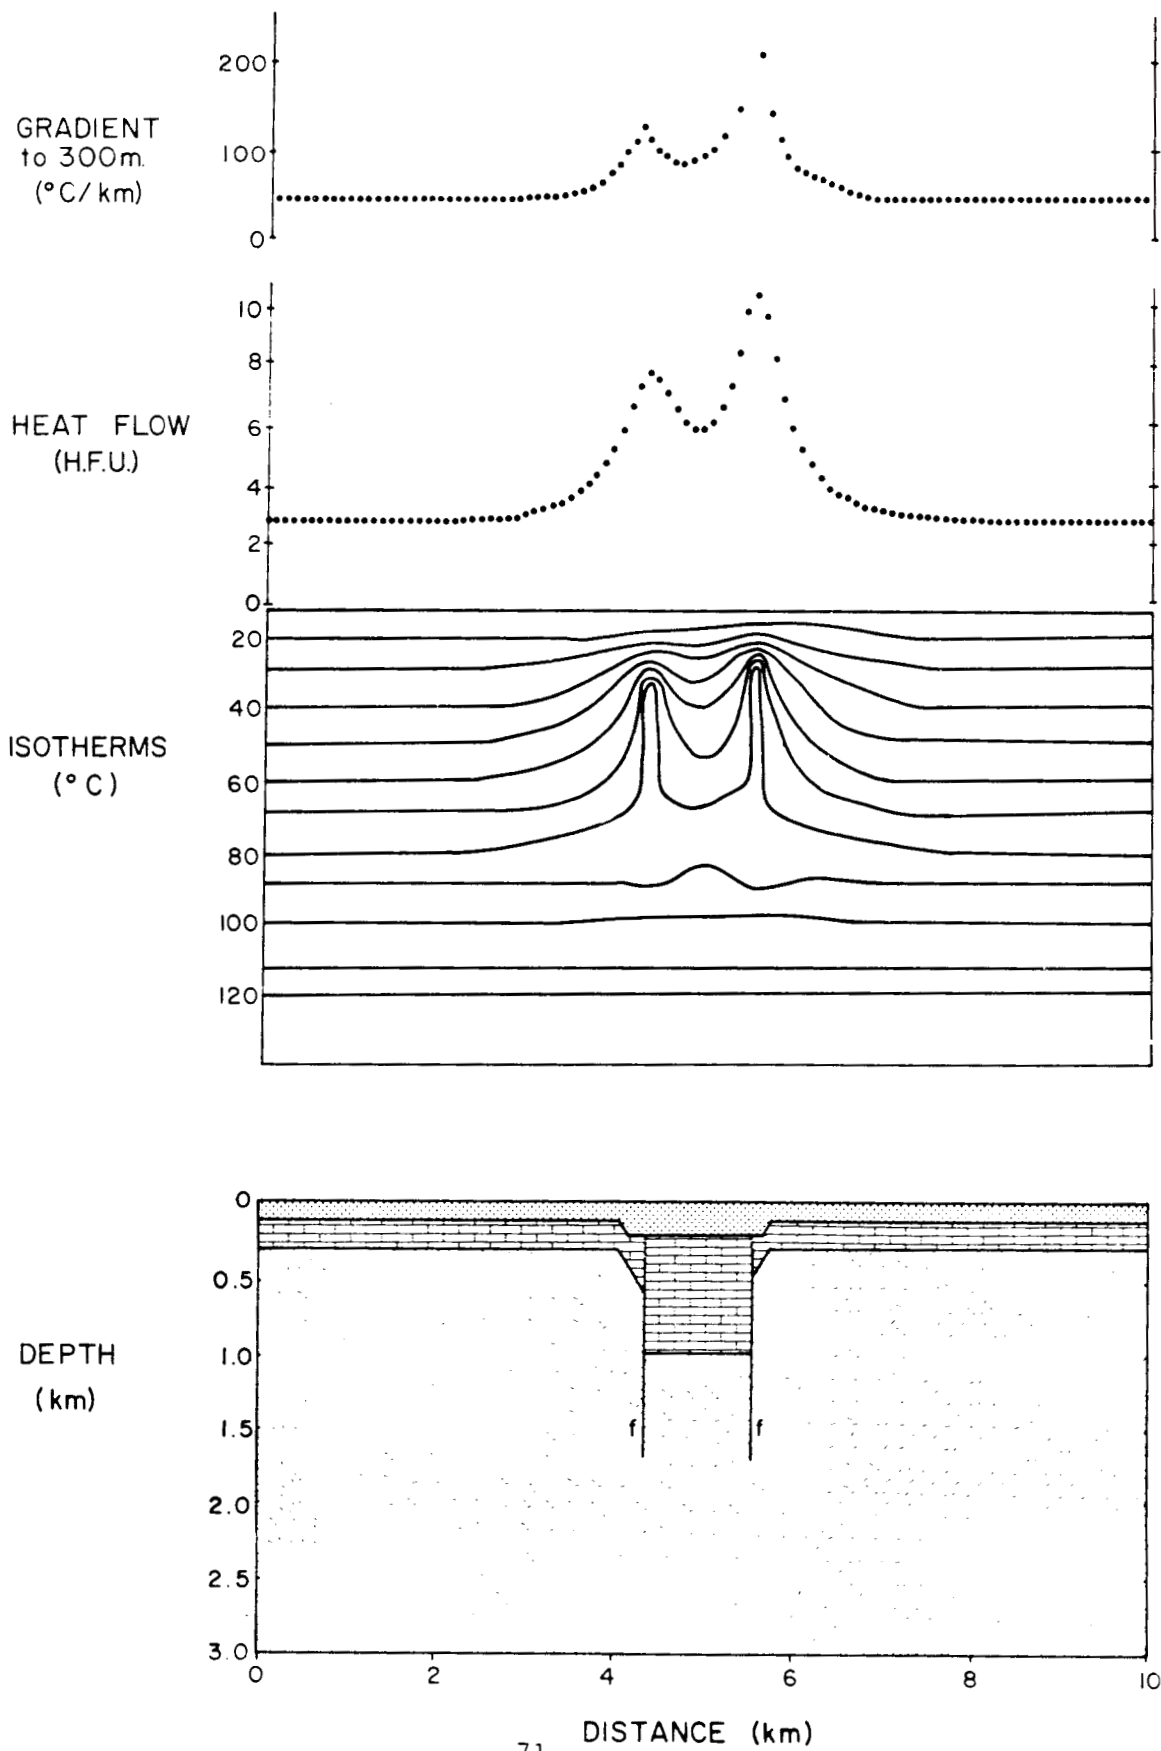 200
GRADIENT
to 300m.
100
(°C/km)
0
10
8
HEAT FLOW
6
(H.F.U.)
4
2
0
20
40
ISOTHERMS
(°C)
60
80
100
120
0
0.5
DEPTH
1.0
(km)
f f
1.5
2.0
2.5
3.0
0 2 4 6 8 10
DISTANCE (km)
71